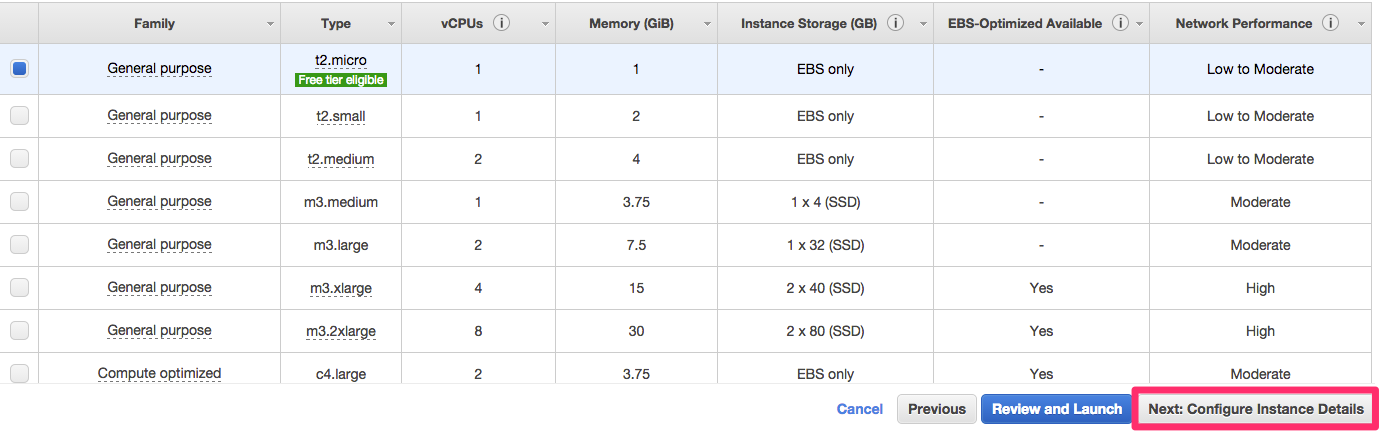 Family Type vCPUs i Memory (GiB) Instance Storage (GB) i EBS-Optimized Available i Network Performance i
General purpose t2.micro 1 1 EBS only - Low to Moderate
Free tier eligible
General purpose t2.small 1 2 EBS only - Low to Moderate
General purpose t2.medium 2 4 EBS only - Low to Moderate
General purpose m3.medium 1 3.75 1 x 4 (SSD) - Moderate
General purpose m3.large 2 7.5 1 x 32 (SSD) - Moderate
General purpose m3.xlarge 4 15 2 x 40 (SSD) Yes High
General purpose m3.2xlarge 8 30 2 x 80 (SSD) Yes High
Compute optimized c4.large 2 3.75 EBS only Yes Moderate
Cancel Previous Review and Launch Next: Configure Instance Details